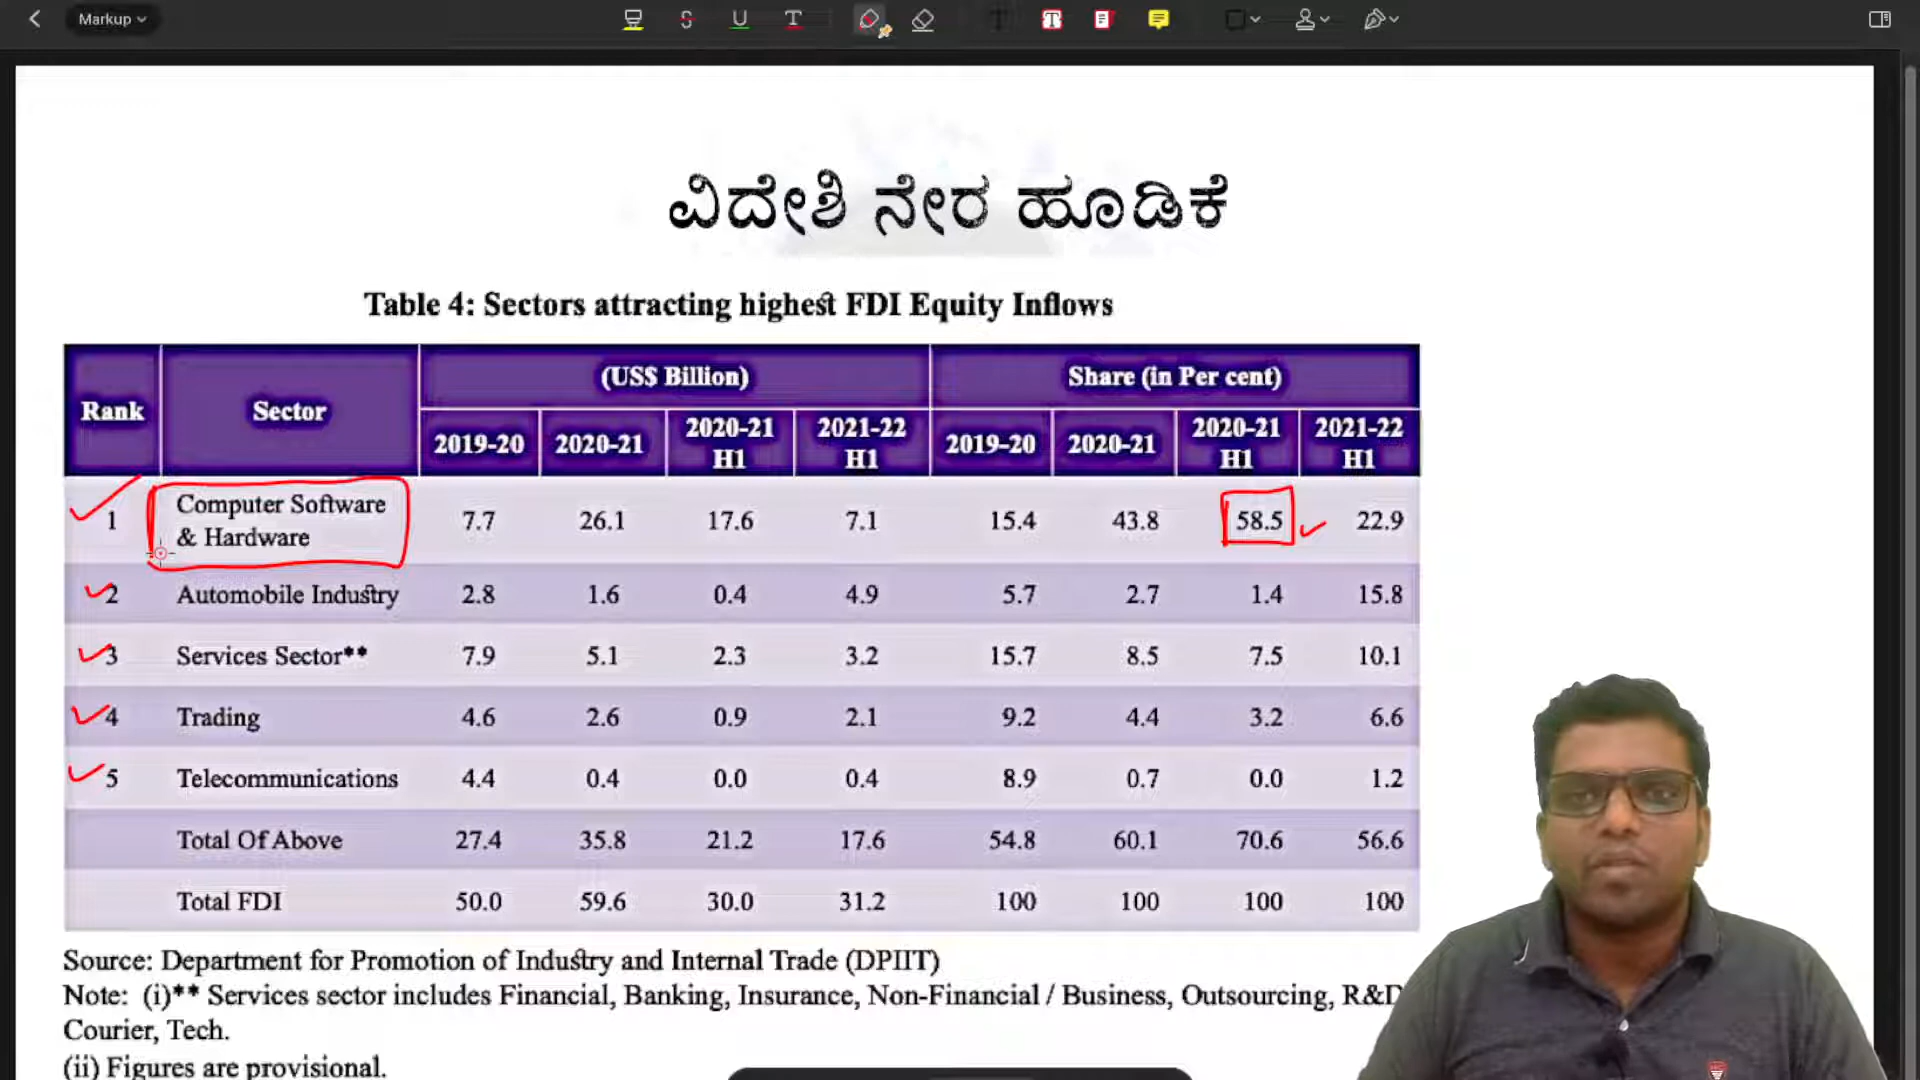 Markup
ವಿದೇಶಿ ನೇರ ಹೂಡಿಕೆ
Table 4: Sectors attracting highest FDI Equity Inflows
Rank Sector (US$ Billion) Share (in Per cent)
2019-20 2020-21 2020-21 H1 2021-22 H1 2019-20 2020-21 2020-21 H1 2021-22 H1
1 Computer Software & Hardware 7.7 26.1 17.6 7.1 15.4 43.8 58.5 22.9
2 Automobile Industry 2.8 1.6 0.4 4.9 5.7 2.7 1.4 15.8
3 Services Sector** 7.9 5.1 2.3 3.2 15.7 8.5 7.5 10.1
4 Trading 4.6 2.6 0.9 2.1 9.2 4.4 3.2 6.6
5 Telecommunications 4.4 0.4 0.0 0.4 8.9 0.7 0.0 1.2
Total Of Above 27.4 35.8 21.2 17.6 54.8 60.1 70.6 56.6
Total FDI 50.0 59.6 30.0 31.2 100 100 100 100
Source: Department for Promotion of Industry and Internal Trade (DPIIT)
Note: (i)** Services sector includes Financial, Banking, Insurance, Non-Financial / Business, Outsourcing, R&D
Courier, Tech.
(ii) Figures are provisional.